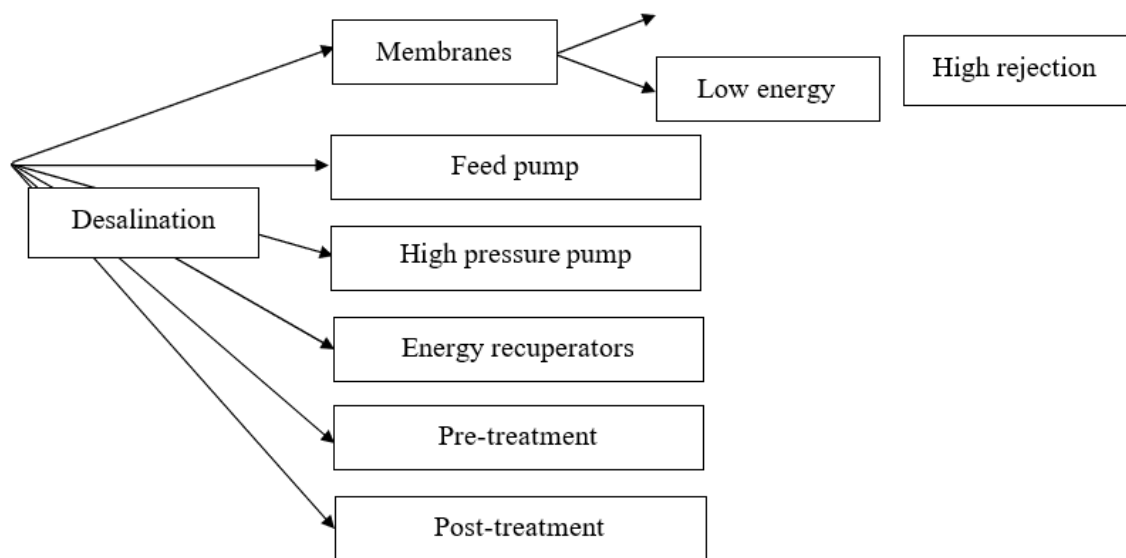 Membranes
High rejection
Low energy
Feed pump
Desalination
High pressure pump
Energy recuperators
Pre-treatment
Post-treatment